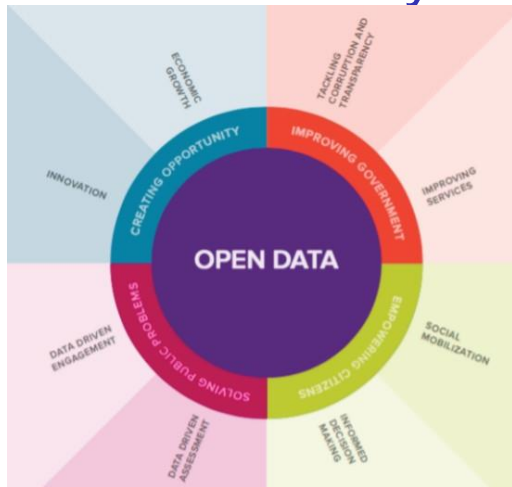 ECONOMIC
GROWTH
TACKLING
CORRUPTION AND
TRANSPARENCY
INNOVATION
CREATING OPPORTUNITY
IMPROVING GOVERNMENT
IMPROVING
SERVICES
OPEN DATA
DATA DRIVEN
ENGAGEMENT
SOLVING PUBLIC PROBLEMS
EMPOWERING CITIZENS
SOCIAL
MOBILIZATION
DATA DRIVEN
ASSESSMENT
INFORMED
DECISION
MAKING